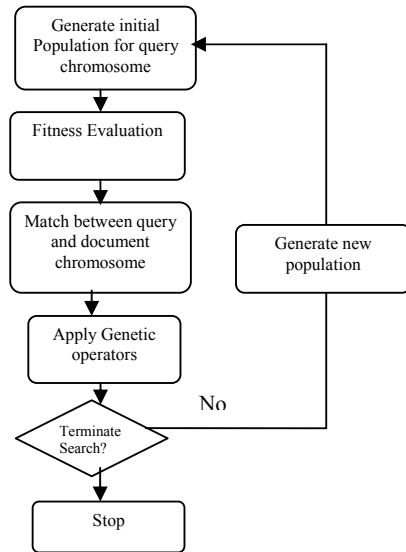 Generate initial
Population for query
chromosome
Fitness Evaluation
Match between query
and document
chromosome
Generate new
population
Apply Genetic
operators
No
Terminate
Search?
Stop